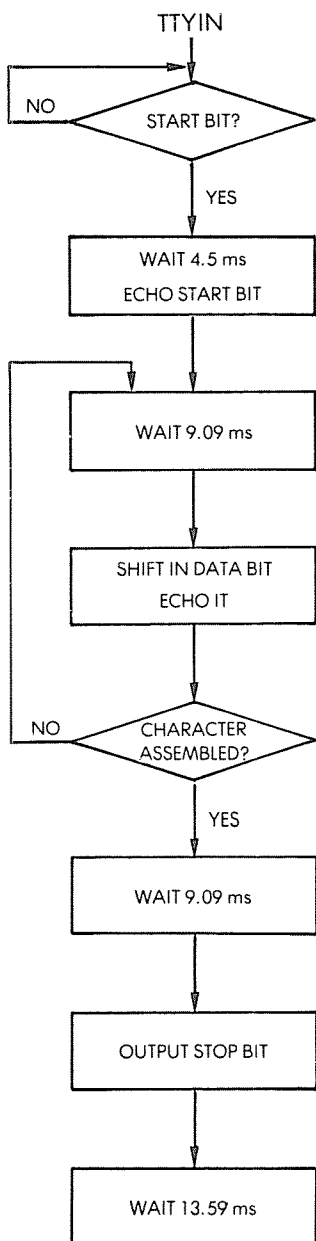 TTYIN
START BIT?
NO
YES
WAIT 4.5 ms
ECHO START BIT
WAIT 9.09 ms
SHIFT IN DATA BIT
ECHO IT
NO
CHARACTER
ASSEMBLED?
YES
WAIT 9.09 ms
OUTPUT STOP BIT
WAIT 13.59 ms